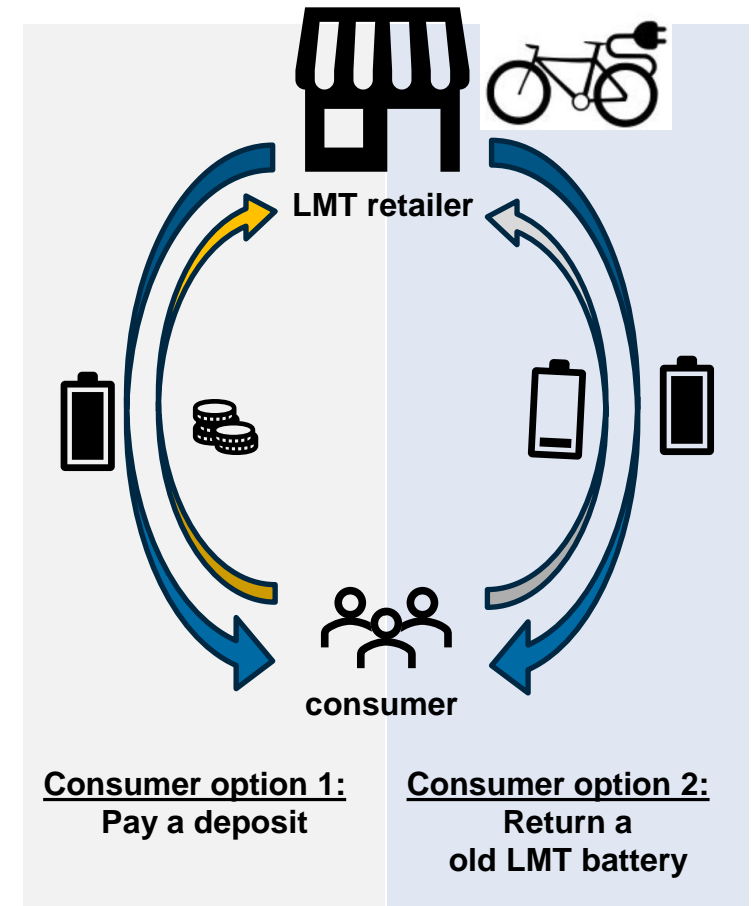 LMT retailer
consumer
Consumer option 1:
Pay a deposit
Consumer option 2:
Return a
old LMT battery